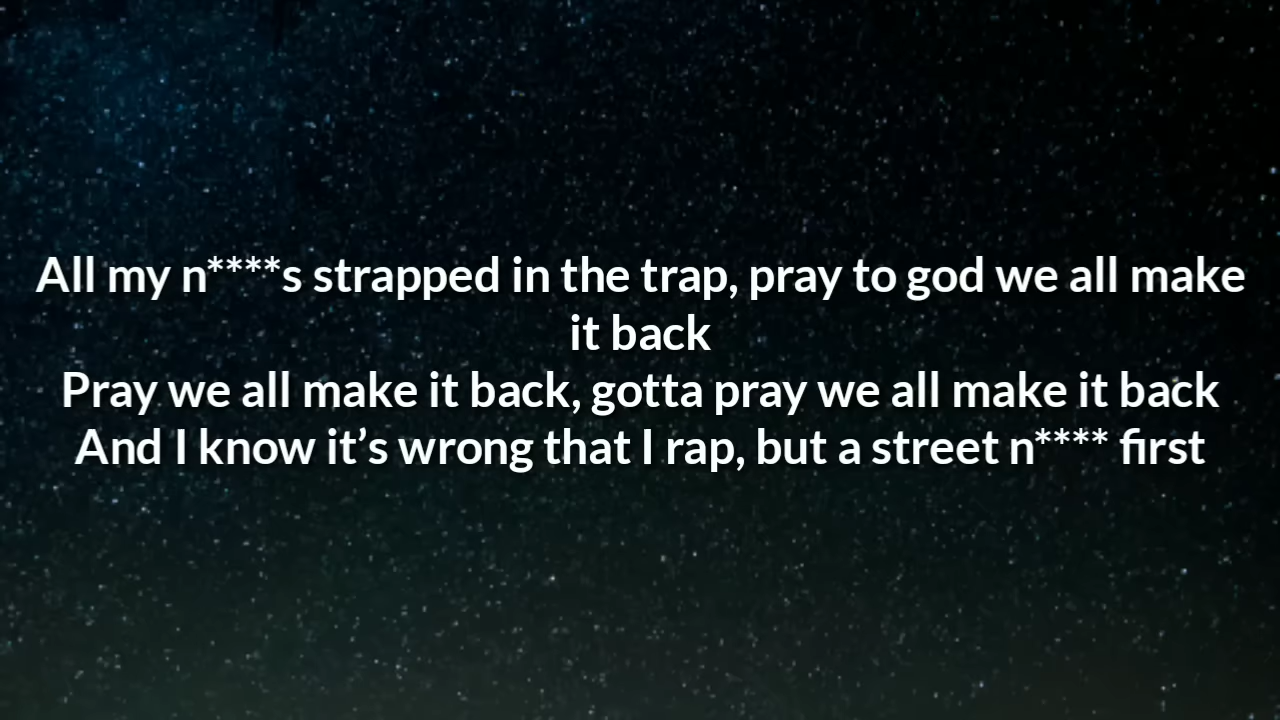 All my n****s strapped in the trap, pray to god we all make
it back
Pray we all make it back, gotta pray we all make it back
And I know it’s wrong that I rap, but a street n**** first